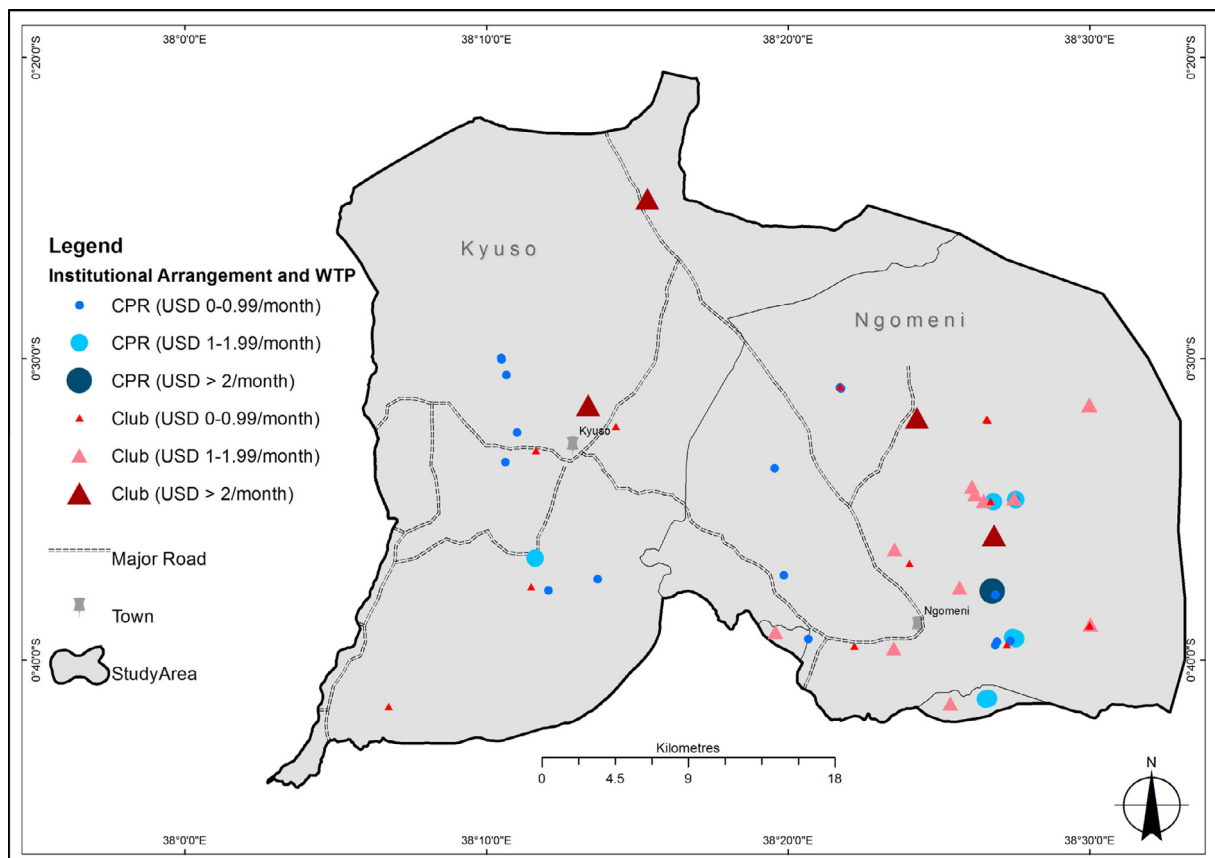 38°0'0"E 38°10'0"E 38°20'0"E 38°30'0"E
0°20'0"S 0°20'0"S
Kyuso
Legend
Institutional Arrangement and WTP
CPR (USD 0-0.99/month)
CPR (USD 1-1.99/month)
CPR (USD > 2/month)
Club (USD 0-0.99/month)
Club (USD 1-1.99/month)
Club (USD > 2/month)
Major Road
Town
StudyArea
Ngomeni
0°30'0"S 0°30'0"S
Kyuso
Ngomeni
0°40'0"S 0°40'0"S
Kilometres
0 4.5 9 18
N
38°0'0"E 38°10'0"E 38°20'0"E 38°30'0"E